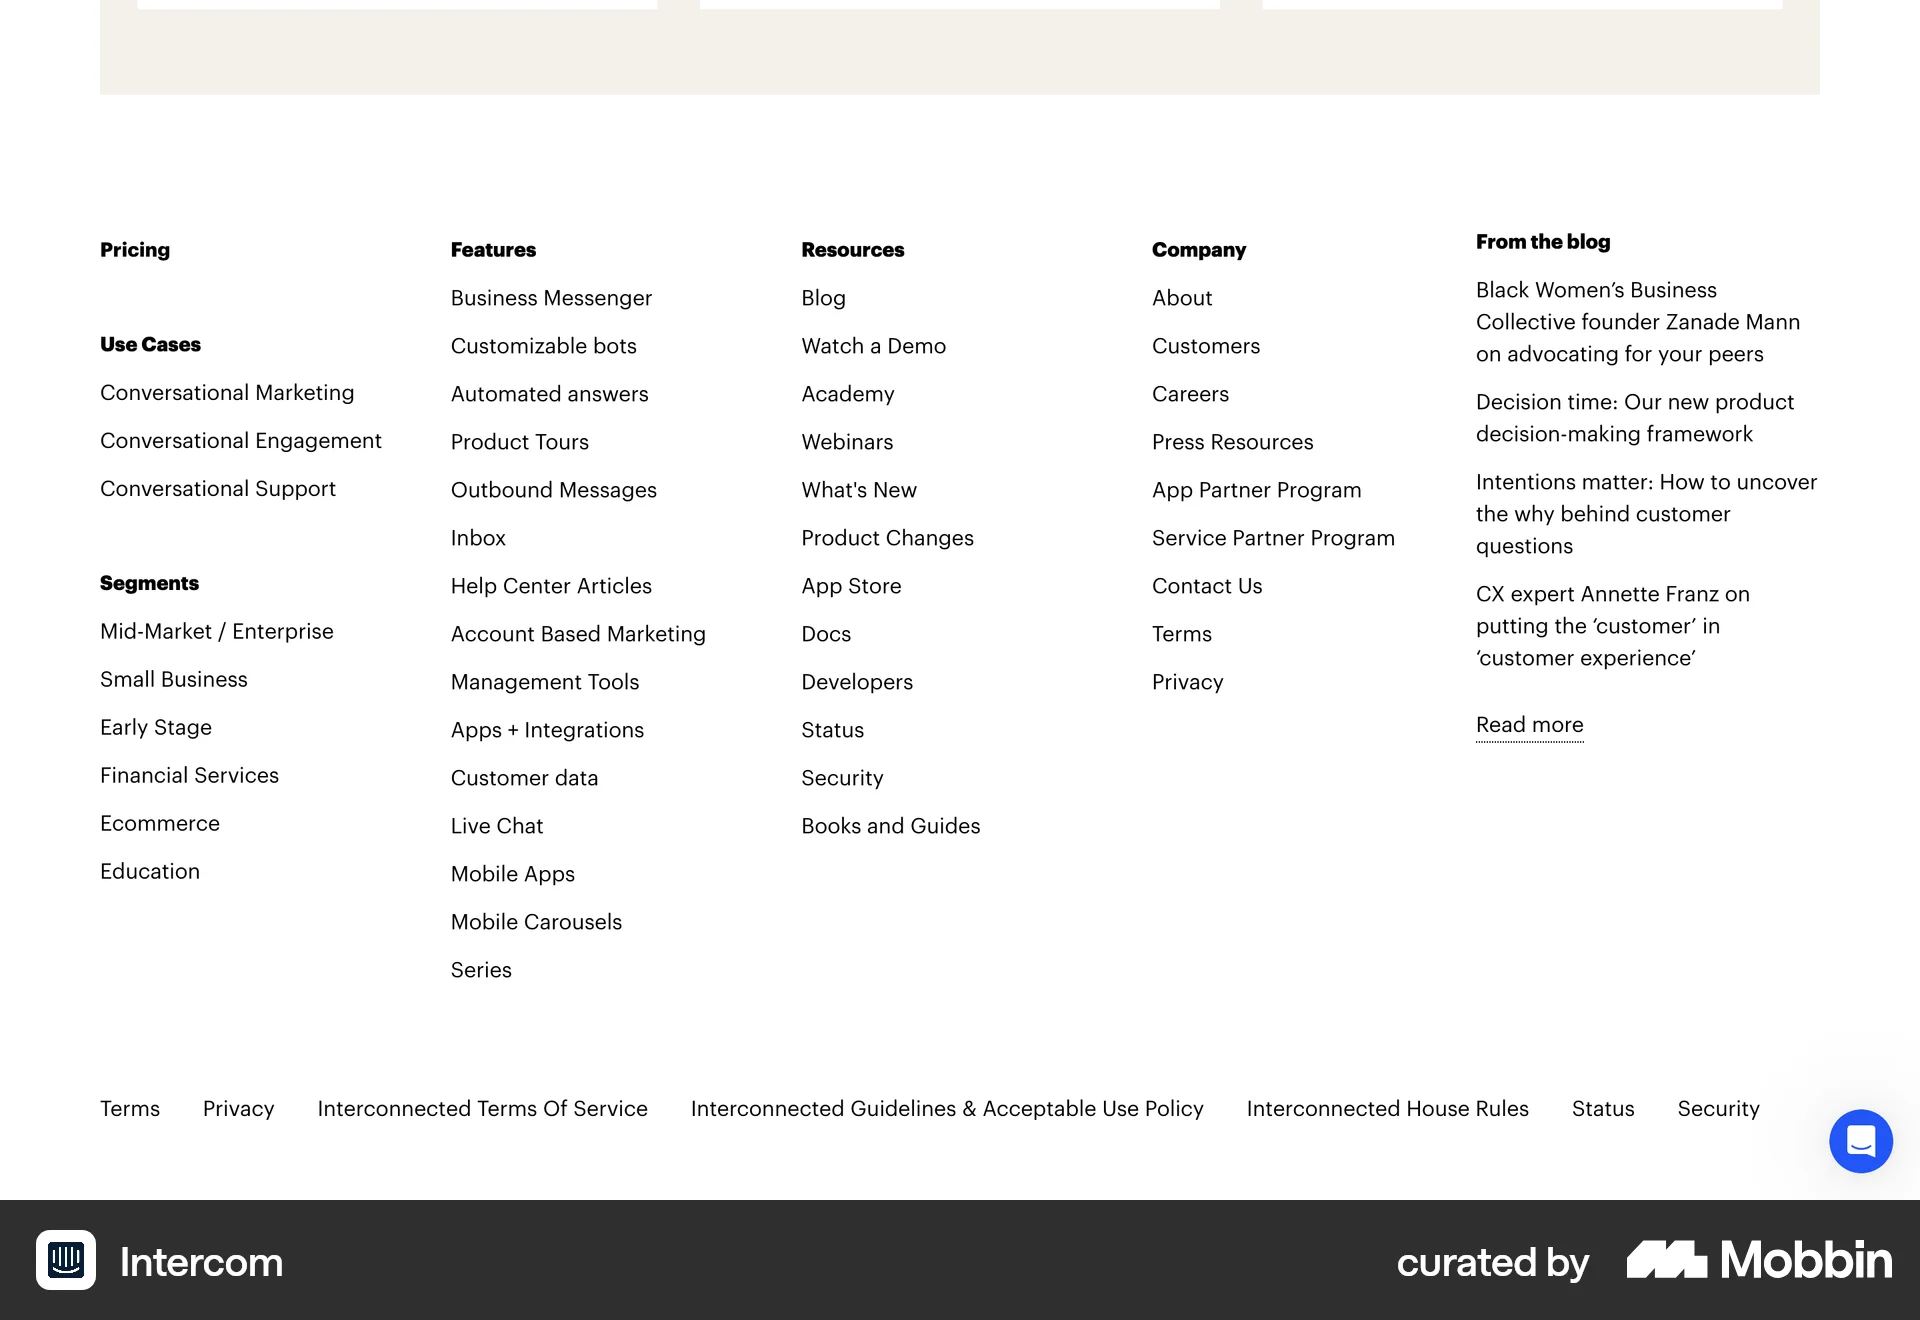 Pricing
Use Cases
Conversational Marketing
Conversational Engagement
Conversational Support
Segments
Mid-Market / Enterprise
Small Business
Early Stage
Financial Services
Ecommerce
Education
Features
Business Messenger
Customizable bots
Automated answers
Product Tours
Outbound Messages
Inbox
Help Center Articles
Account Based Marketing
Management Tools
Apps + Integrations
Customer data
Live Chat
Mobile Apps
Mobile Carousels
Series
Resources
Blog
Watch a Demo
Academy
Webinars
What's New
Product Changes
App Store
Docs
Developers
Status
Security
Books and Guides
Company
About
Customers
Careers
Press Resources
App Partner Program
Service Partner Program
Contact Us
Terms
Privacy
From the blog
Black Women’s Business
Collective founder Zanade Mann
on advocating for your peers
Decision time: Our new product
decision-making framework
Intentions matter: How to uncover
the why behind customer
questions
CX expert Annette Franz on
putting the ‘customer’ in
‘customer experience’
Read more
Terms Privacy Interconnected Terms Of Service Interconnected Guidelines & Acceptable Use Policy Interconnected House Rules Status Security
Intercom
curated by Mobbin